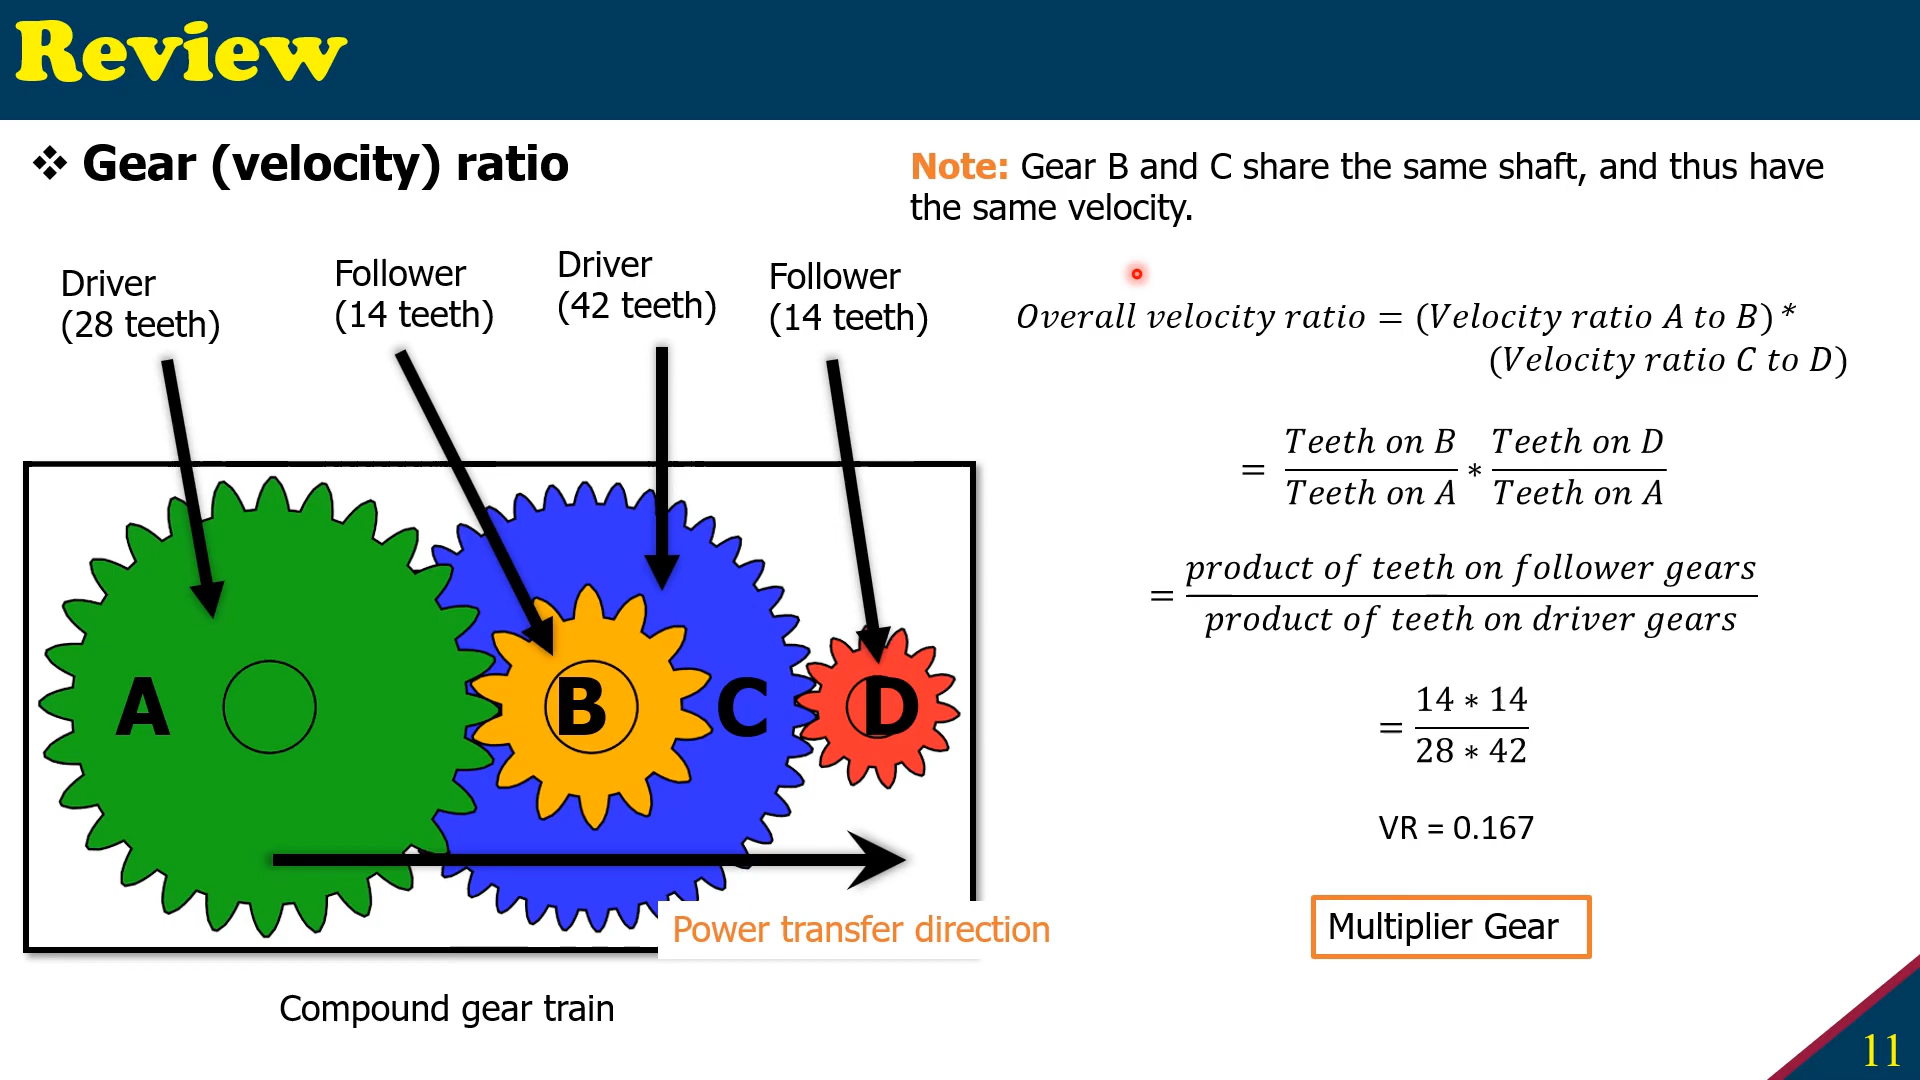 Review
❖ Gear (velocity) ratio
Note: Gear B and C share the same shaft, and thus have
the same velocity.
Driver
(28 teeth)
Follower
(14 teeth)
Driver
(42 teeth)
Follower
(14 teeth)
A
B
C
D
Power transfer direction
Compound gear train
Overall velocity ratio = (Velocity ratio A to B) *
(Velocity ratio C to D)
= Teeth on B / Teeth on A * Teeth on D / Teeth on A
= product of teeth on follower gears / product of teeth on driver gears
= 14 * 14 / 28 * 42
VR = 0.167
Multiplier Gear
11